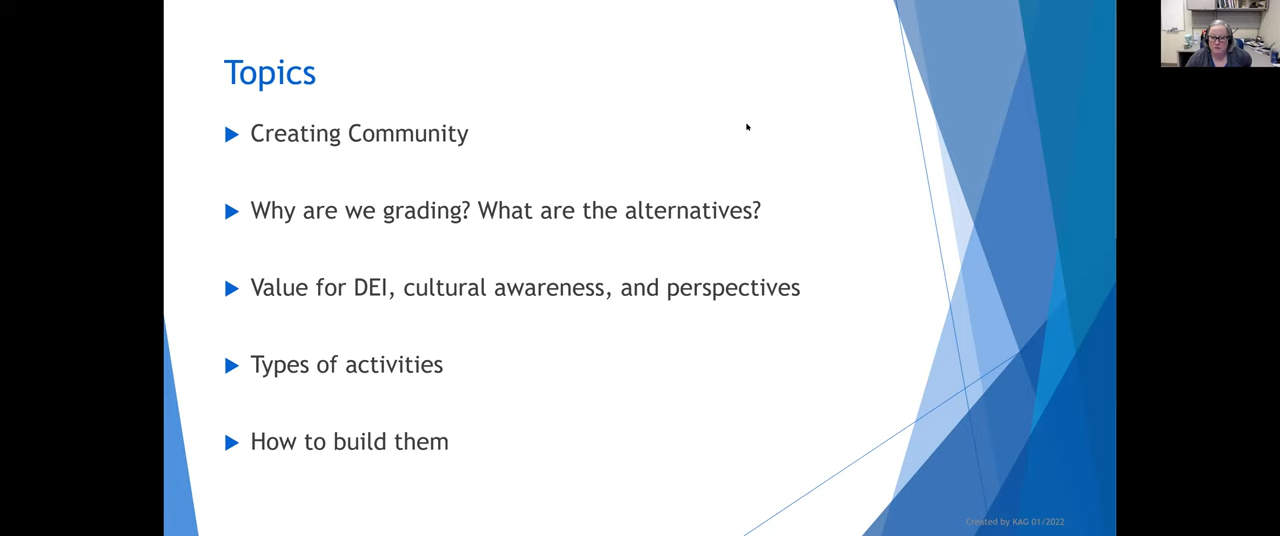 Topics
Creating Community
Why are we grading? What are the alternatives?
Value for DEI, cultural awareness, and perspectives
Types of activities
How to build them
Created by KAG 01/2022